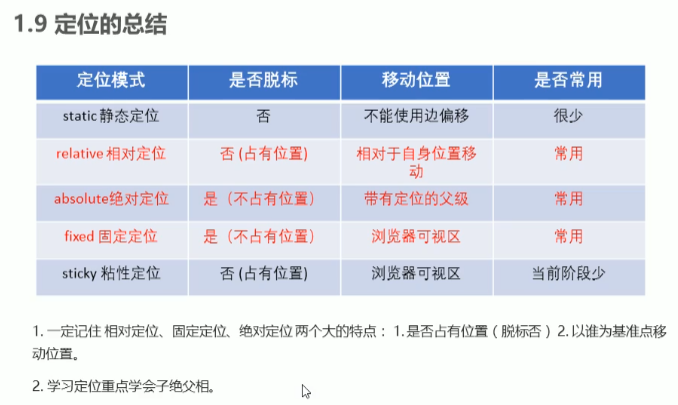 1.9 定位的总结
定位模式 是否脱标 移动位置 是否常用
static 静态定位 否 不能使用边偏移 很少
relative 相对定位 否 (占有位置) 相对于自身位置移动 常用
absolute绝对定位 是（不占有位置） 带有定位的父级 常用
fixed 固定定位 是（不占有位置） 浏览器可视区 常用
sticky 粘性定位 否 (占有位置) 浏览器可视区 当前阶段少
1. 一定记住 相对定位、固定定位、绝对定位 两个大的特点： 1. 是否占有位置（脱标否） 2. 以谁为基准点移
动位置。
2. 学习定位重点学会子绝父相。